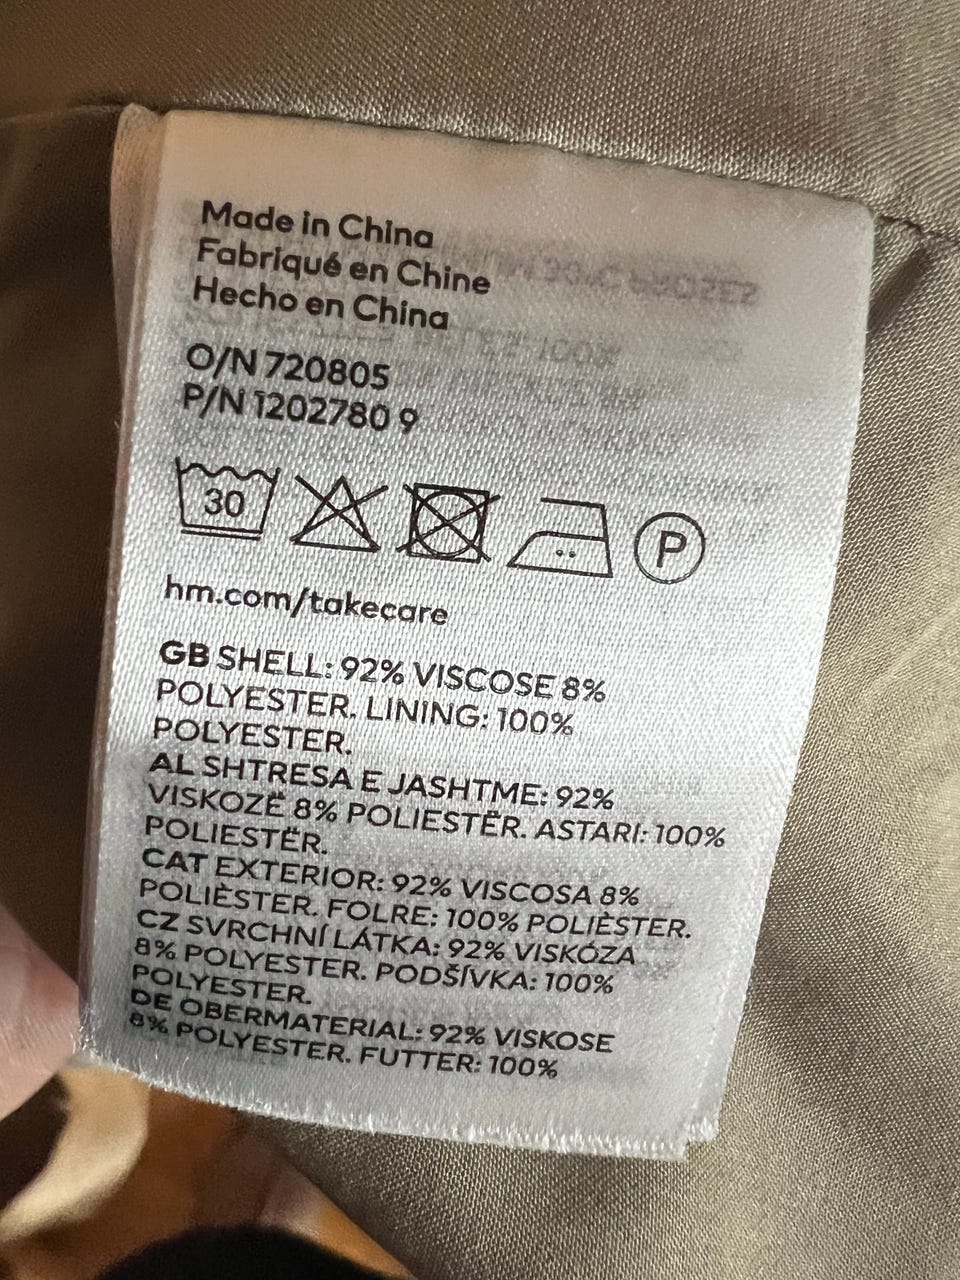 Made in China
Fabriqué en Chine
Hecho en China
O/N 720805
P/N 1202780 9
30
P
hm.com/takecare
GB SHELL: 92% VISCOSE 8%
POLYESTER. LINING: 100%
POLYESTER.
AL SHTRESA E JASHTME: 92%
VISKOZË 8% POLIESTËR. ASTARI: 100%
POLIESTËR.
CAT EXTERIOR: 92% VISCOSA 8%
POLIÈSTER. FOLRE: 100% POLIÈSTER.
CZ SVRCHNÍ LÁTKA: 92% VISKÓZA
8% POLYESTER. PODŠÍVKA: 100%
POLYESTER.
DE OBERMATERIAL: 92% VISKOSE
8% POLYESTER. FUTTER: 100%